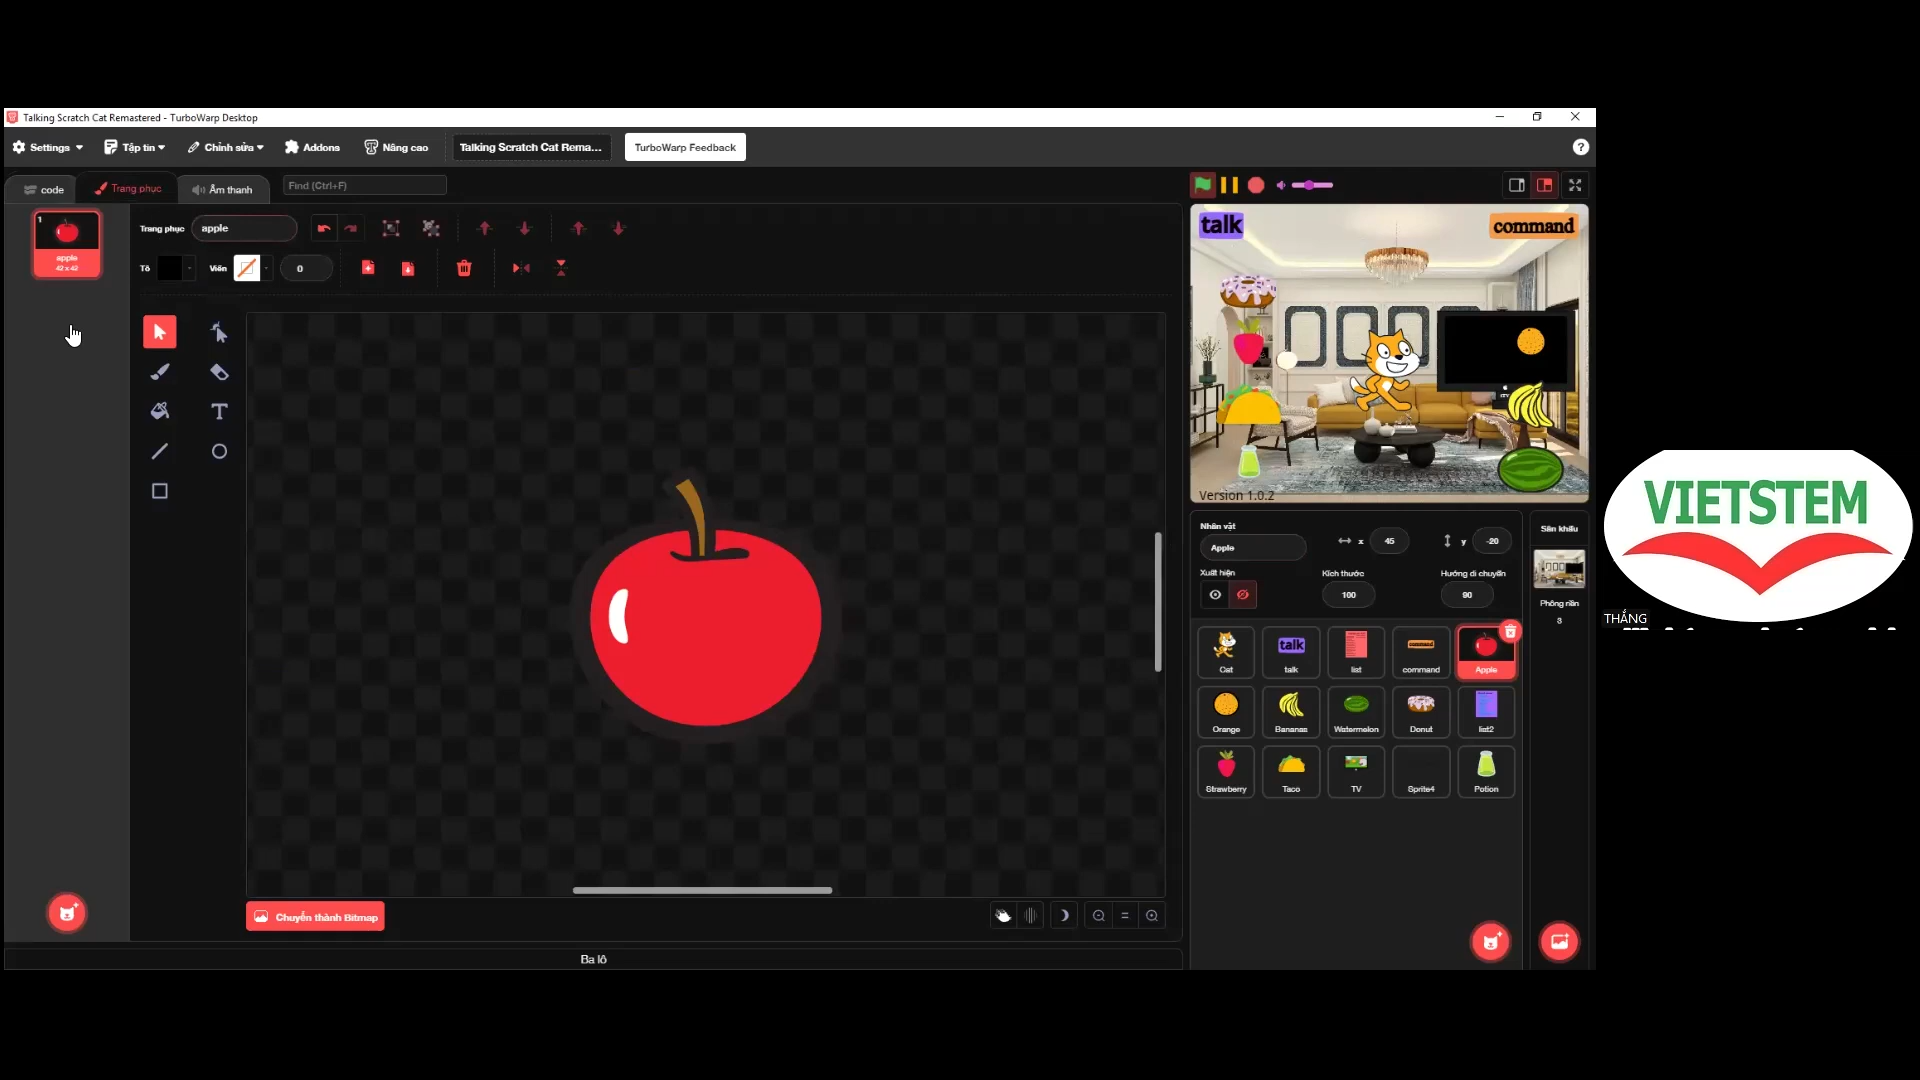 Talking Scratch Cat Remastered - TurboWarp Desktop
Settings Tập tin Chỉnh sửa Addons Nâng cao Talking Scratch Cat Rema... TurboWarp Feedback ?
code Trang phục Âm thanh Find (Ctrl+F)
1
apple
42 x 42
Trang phục apple
Tô Viền 0
talk command
Version 1.0.2
Nhân vật
Apple x 45 y -20
Xuất hiện Kích thước Hướng di chuyển
100 90
Sân khấu
Phông nền
3
Cat talk list command Apple
Orange Bananas Watermelon Donut list2
Strawberry Taco TV Sprite4 Potion
Chuyển thành Bitmap
Ba lô
VIETSTEM
THẮNG